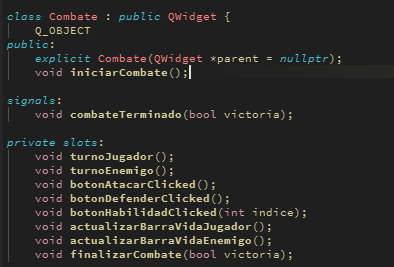 class Combate : public QWidget {
Q_OBJECT
public:
explicit Combate(QWidget *parent = nullptr);
void iniciarCombate();
signals:
void combateTerminado(bool victoria);
private slots:
void turnoJugador();
void turnoEnemigo();
void botonAtacarClicked();
void botonDefenderClicked();
void botonHabilidadClicked(int indice);
void actualizarBarraVidaJugador();
void actualizarBarraVidaEnemigo();
void finalizarCombate(bool victoria);